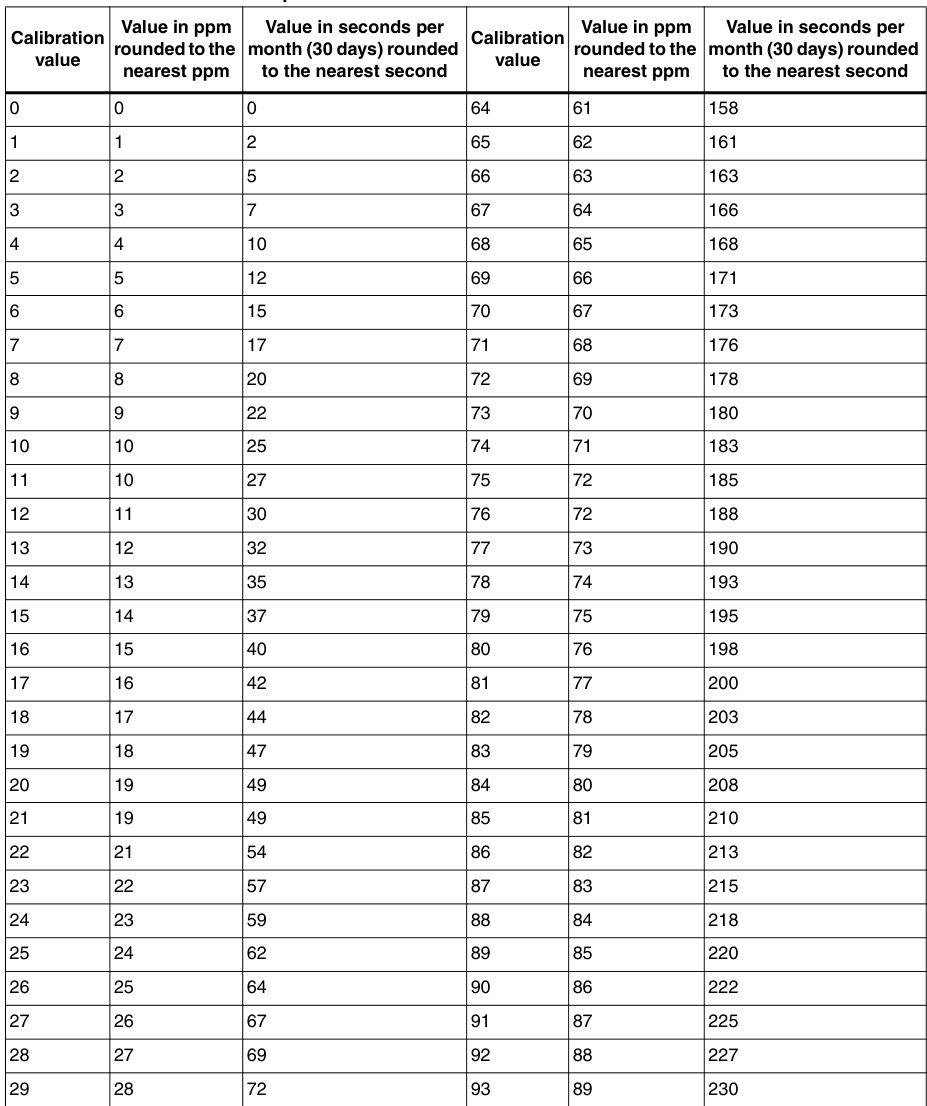 Calibration value | Value in ppm rounded to the nearest ppm | Value in seconds per month (30 days) rounded to the nearest second | Calibration value | Value in ppm rounded to the nearest ppm | Value in seconds per month (30 days) rounded to the nearest second
0 0 0 64 61 158
1 1 2 65 62 161
2 2 5 66 63 163
3 3 7 67 64 166
4 4 10 68 65 168
5 5 12 69 66 171
6 6 15 70 67 173
7 7 17 71 68 176
8 8 20 72 69 178
9 9 22 73 70 180
10 10 25 74 71 183
11 10 27 75 72 185
12 11 30 76 72 188
13 12 32 77 73 190
14 13 35 78 74 193
15 14 37 79 75 195
16 15 40 80 76 198
17 16 42 81 77 200
18 17 44 82 78 203
19 18 47 83 79 205
20 19 49 84 80 208
21 19 49 85 81 210
22 21 54 86 82 213
23 22 57 87 83 215
24 23 59 88 84 218
25 24 62 89 85 220
26 25 64 90 86 222
27 26 67 91 87 225
28 27 69 92 88 227
29 28 72 93 89 230